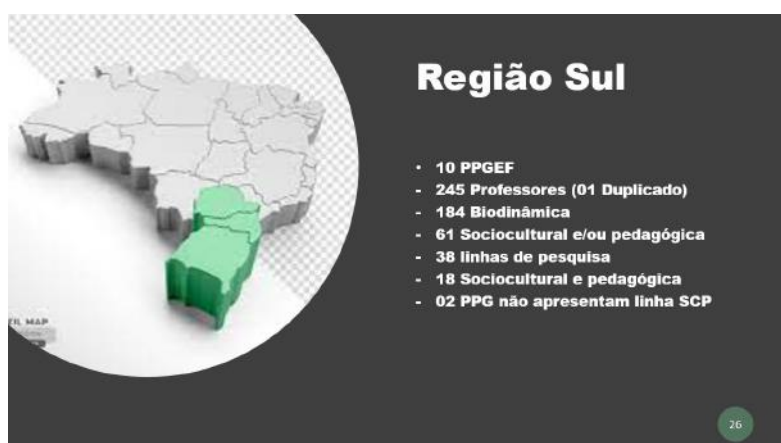 Região Sul
• 10 PPGEF
- 245 Professores (01 Duplicado)
- 184 Biodinâmica
- 61 Sociocultural e/ou pedagógica
- 38 linhas de pesquisa
- 18 Sociocultural e pedagógica
- 02 PPG não apresentam linha SCP
MAP
26